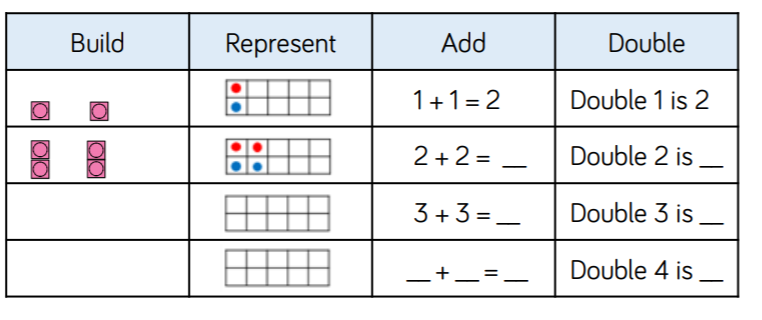 Build Represent Add Double
1 + 1 = 2 Double 1 is 2
2 + 2 = __ Double 2 is __
3 + 3 = __ Double 3 is __
__ + __ = __ Double 4 is __